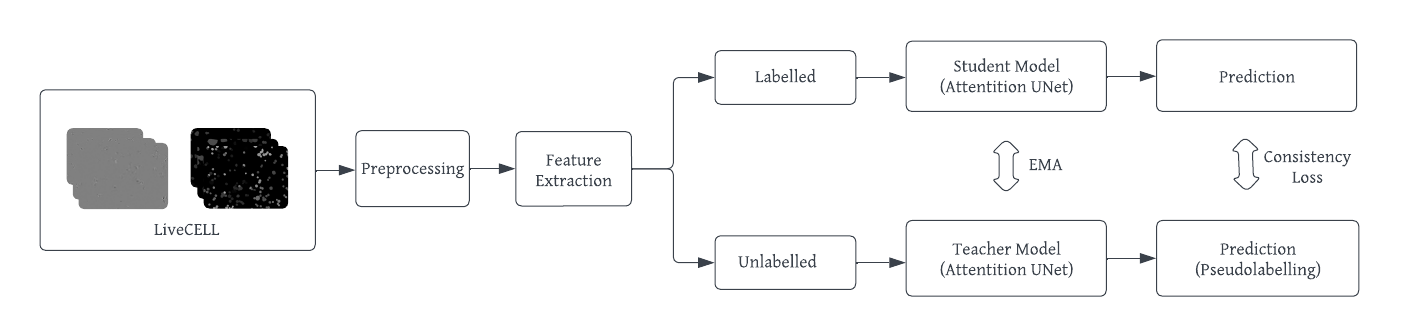 LiveCELL
Preprocessing
Feature
Extraction
Labelled
Student Model
(Attentition UNet)
Prediction
EMA
Consistency
Loss
Unlabelled
Teacher Model
(Attentition UNet)
Prediction
(Pseudolabelling)